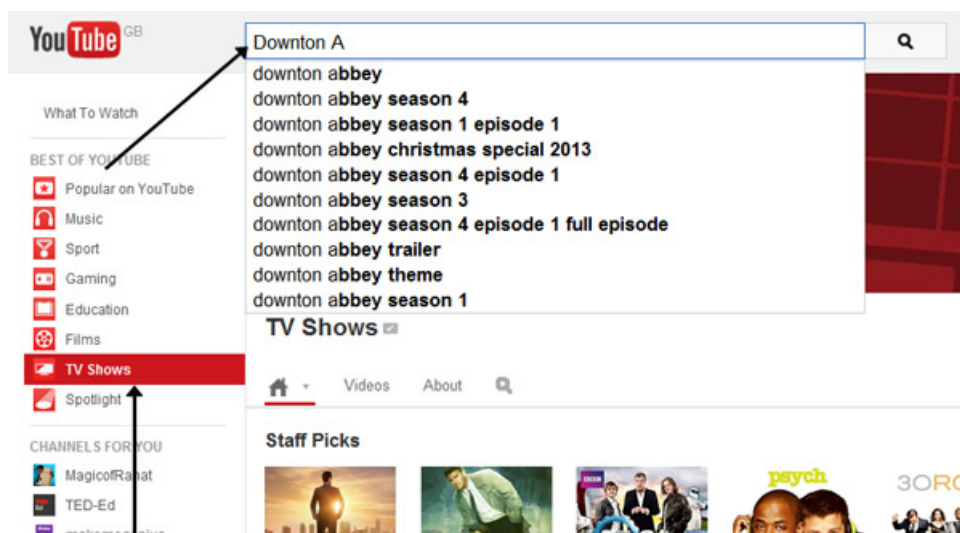 You Tube GB
Downton A
downton abbey
downton abbey season 4
downton abbey season 1 episode 1
downton abbey christmas special 2013
downton abbey season 4 episode 1
downton abbey season 3
downton abbey season 4 episode 1 full episode
downton abbey trailer
downton abbey theme
downton abbey season 1
What To Watch
BEST OF YOUTUBE
Popular on YouTube
Music
Sport
Gaming
Education
Films
TV Shows
Spotlight
CHANNELS FOR YOU
MagicofRahat
TED-Ed
TV Shows
Videos
About
Staff Picks
BBC
psych
30RO